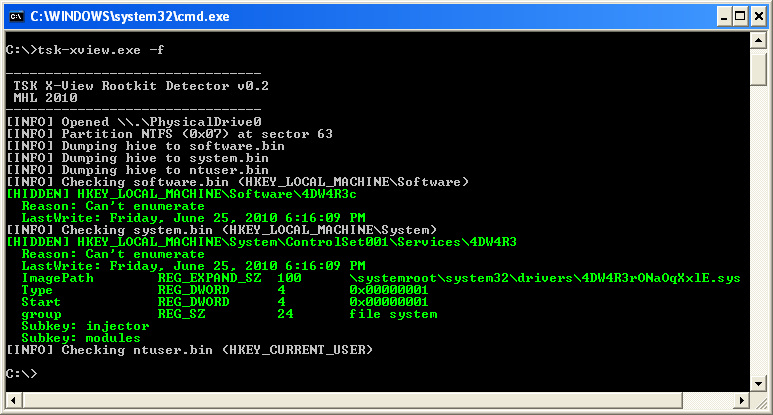 C:\WINDOWS\system32\cmd.exe
C:\>tsk-xview.exe -f
--------------------------------
TSK X-View Rootkit Detector v0.2
MHL 2010
--------------------------------
[INFO] Opened \\.\PhysicalDrive0
[INFO] Partition NTFS (0x07) at sector 63
[INFO] Dumping hive to software.bin
[INFO] Dumping hive to system.bin
[INFO] Dumping hive to ntuser.bin
[INFO] Checking software.bin (HKEY_LOCAL_MACHINE\Software)
[HIDDEN] HKEY_LOCAL_MACHINE\Software\4DW4R3c
Reason: Can't enumerate
LastWrite: Friday, June 25, 2010 6:16:09 PM
[INFO] Checking system.bin (HKEY_LOCAL_MACHINE\System)
[HIDDEN] HKEY_LOCAL_MACHINE\System\ControlSet001\Services\4DW4R3
Reason: Can't enumerate
LastWrite: Friday, June 25, 2010 6:16:09 PM
ImagePath REG_EXPAND_SZ 100 \systemroot\system32\drivers\4DW4R3rONaOqXxlE.sys
Type REG_DWORD 4 0x00000001
Start REG_DWORD 4 0x00000001
group REG_SZ 24 file system
Subkey: injector
Subkey: modules
[INFO] Checking ntuser.bin (HKEY_CURRENT_USER)
C:\>